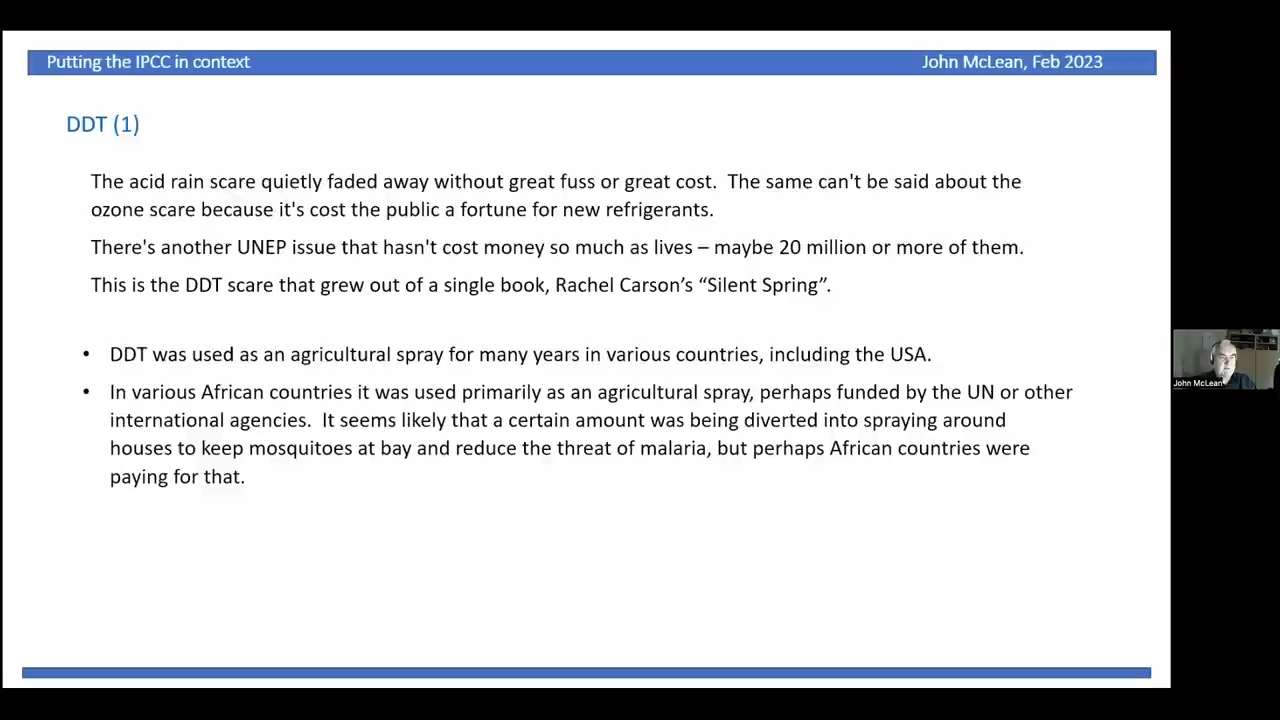 Putting the IPCC in context
John McLean, Feb 2023
DDT (1)
The acid rain scare quietly faded away without great fuss or great cost.  The same can't be said about the
ozone scare because it's cost the public a fortune for new refrigerants.
There's another UNEP issue that hasn't cost money so much as lives – maybe 20 million or more of them.
This is the DDT scare that grew out of a single book, Rachel Carson’s “Silent Spring”.
• DDT was used as an agricultural spray for many years in various countries, including the USA.
• In various African countries it was used primarily as an agricultural spray, perhaps funded by the UN or other
international agencies.  It seems likely that a certain amount was being diverted into spraying around
houses to keep mosquitoes at bay and reduce the threat of malaria, but perhaps African countries were
paying for that.
John McLean